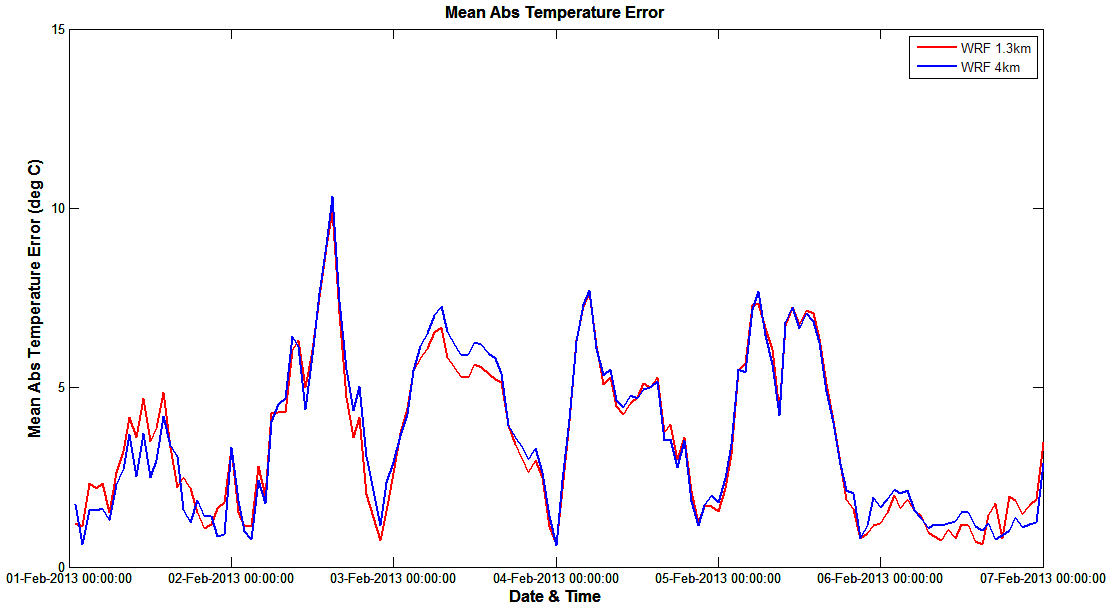 Mean Abs Temperature Error
WRF 1.3km
WRF 4km
Mean Abs Temperature Error (deg C)
15
10
5
0
01-Feb-2013 00:00:00
02-Feb-2013 00:00:00
03-Feb-2013 00:00:00
04-Feb-2013 00:00:00
05-Feb-2013 00:00:00
06-Feb-2013 00:00:00
07-Feb-2013 00:00:00
Date & Time